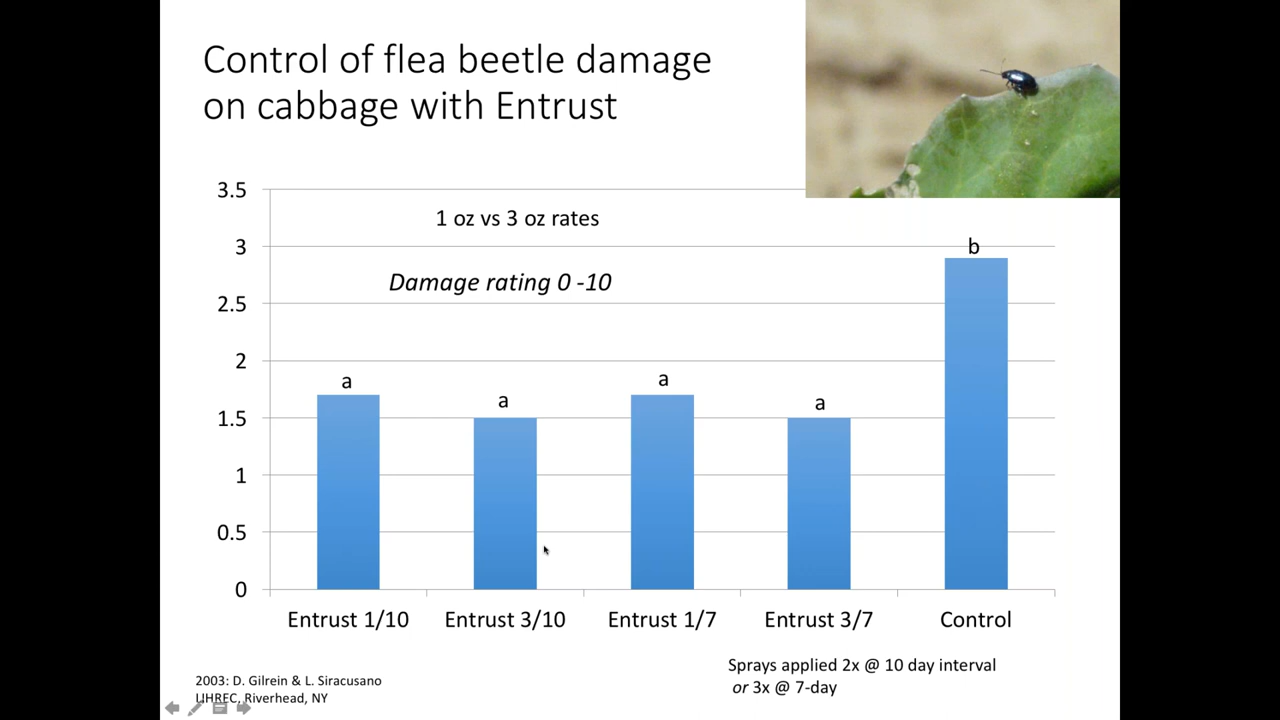 Control of flea beetle damage
on cabbage with Entrust
3.5
3
2.5
2
1.5
1
0.5
0
1 oz vs 3 oz rates
Damage rating 0 -10
a
a
a
a
b
Entrust 1/10
Entrust 3/10
Entrust 1/7
Entrust 3/7
Control
Sprays applied 2x @ 10 day interval
or 3x @ 7-day
2003: D. Gilrein & L. Siracusano
LIHREC, Riverhead, NY